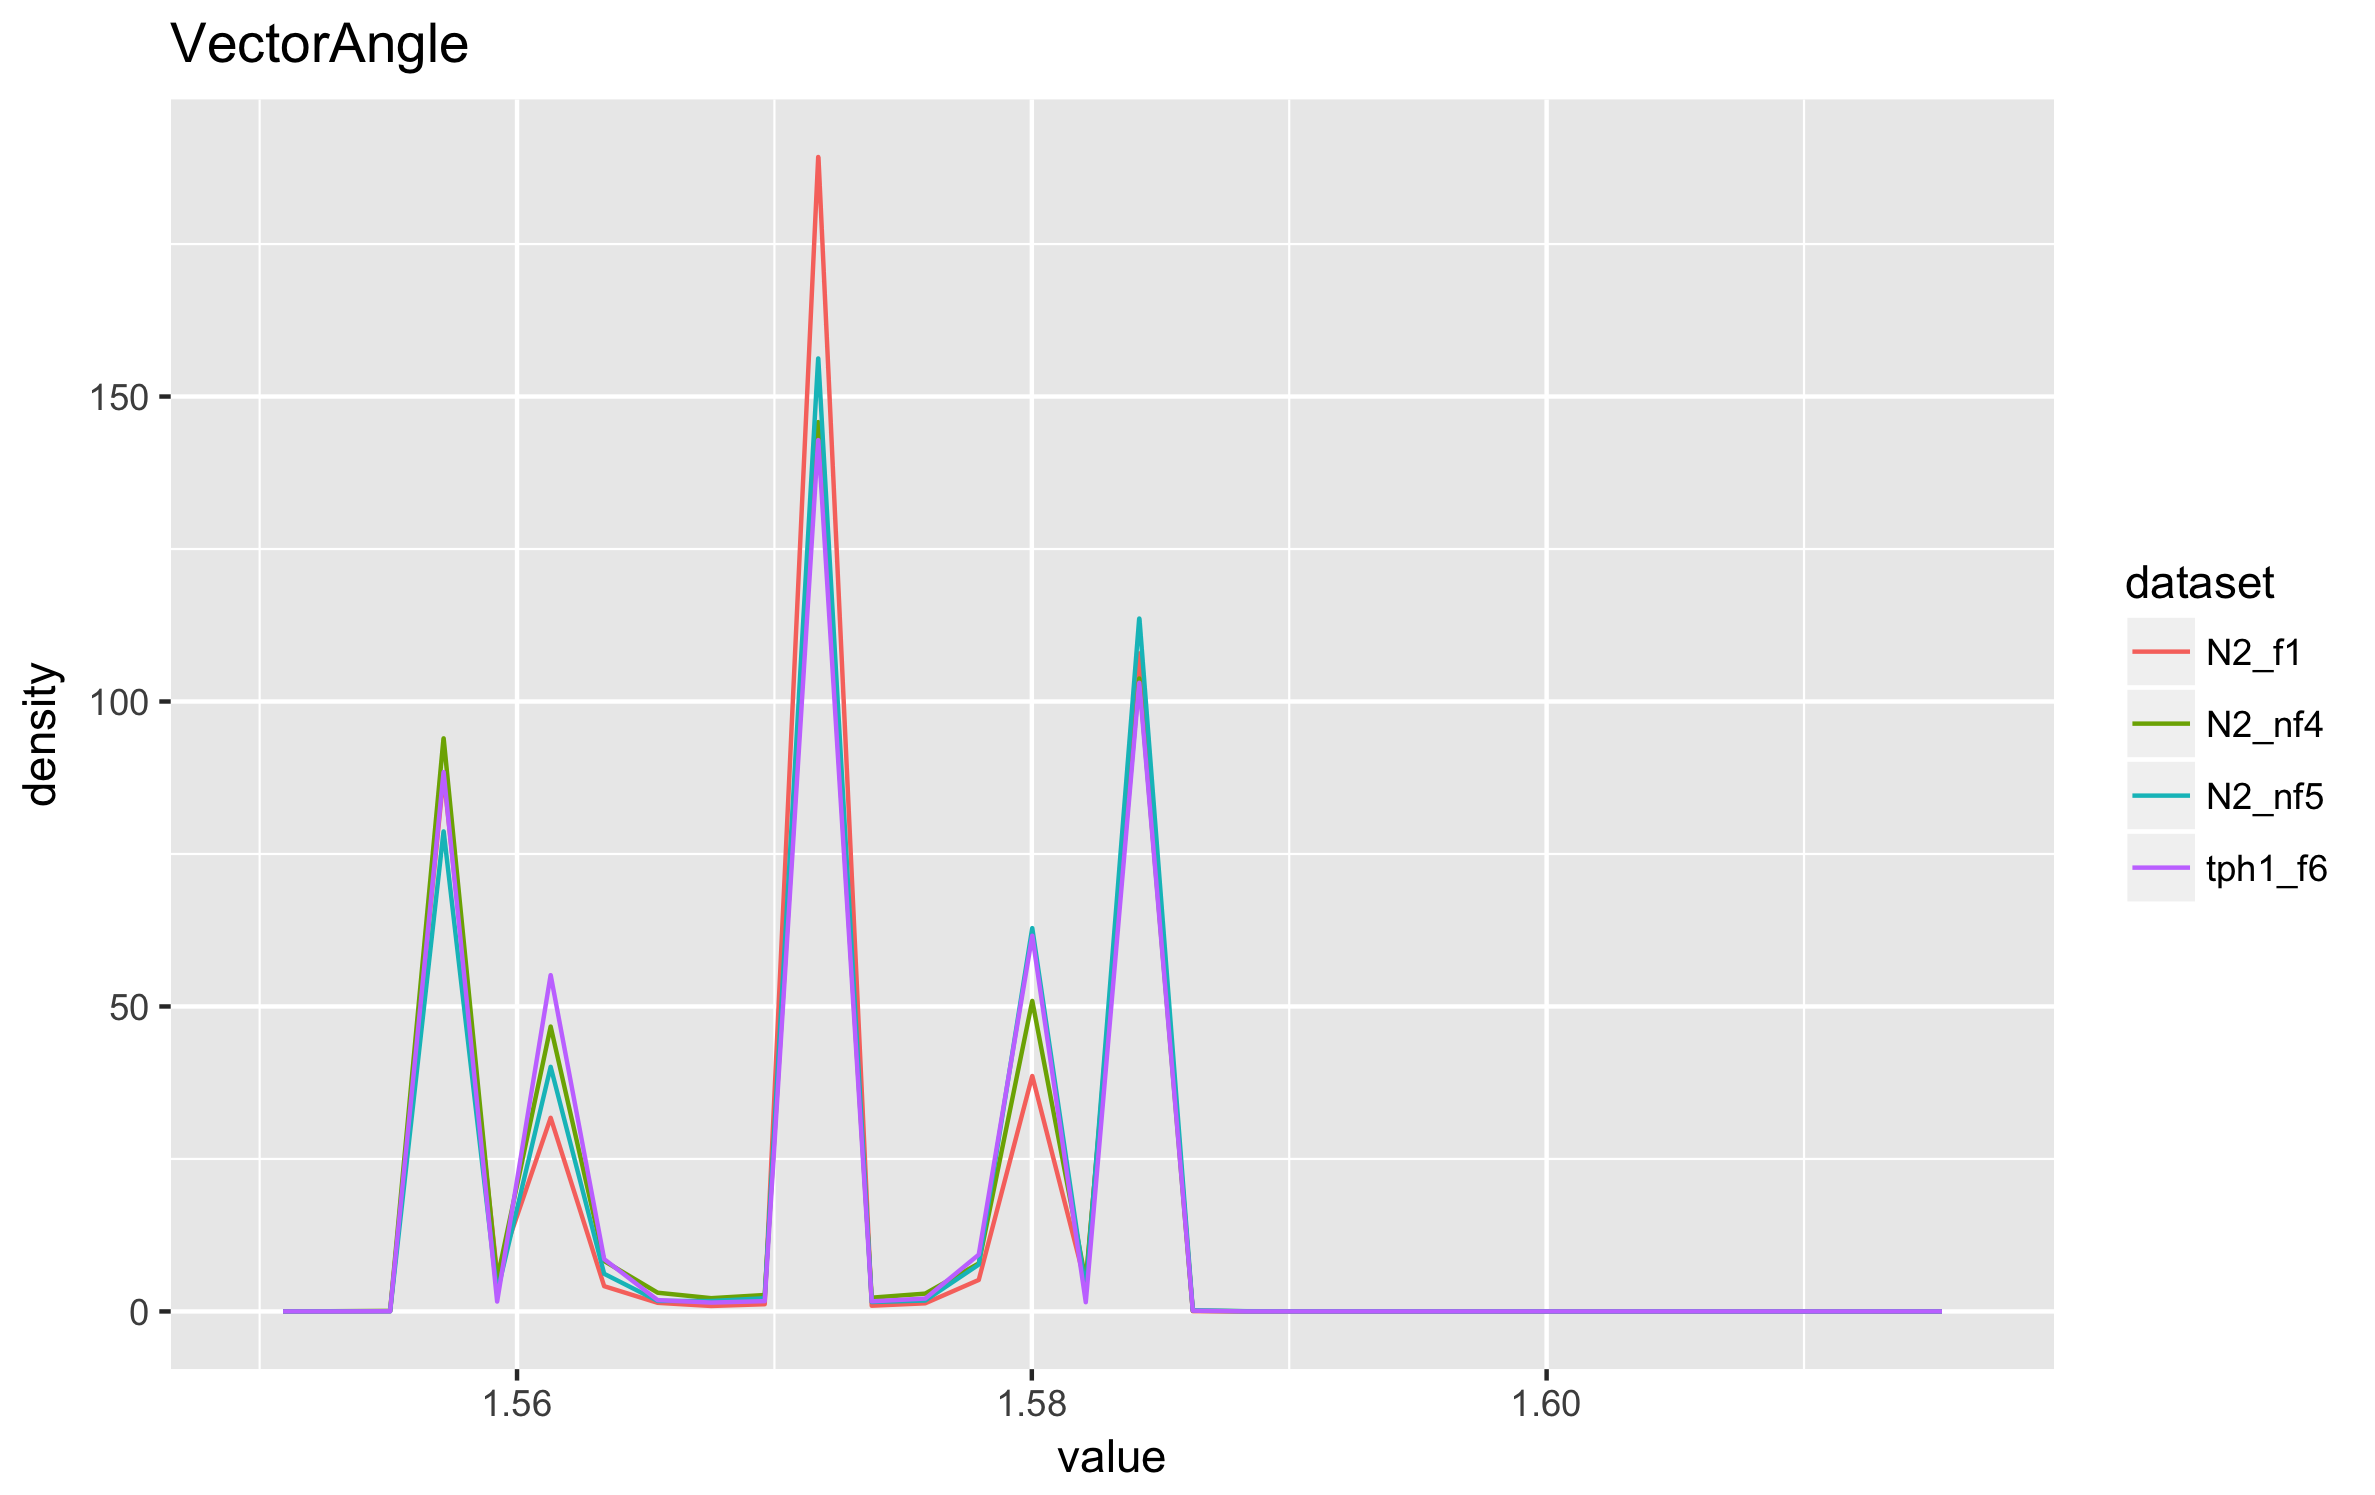 VectorAngle
150
100
50
0
density
1.56
1.58
1.60
value
dataset
N2_f1
N2_nf4
N2_nf5
tph1_f6